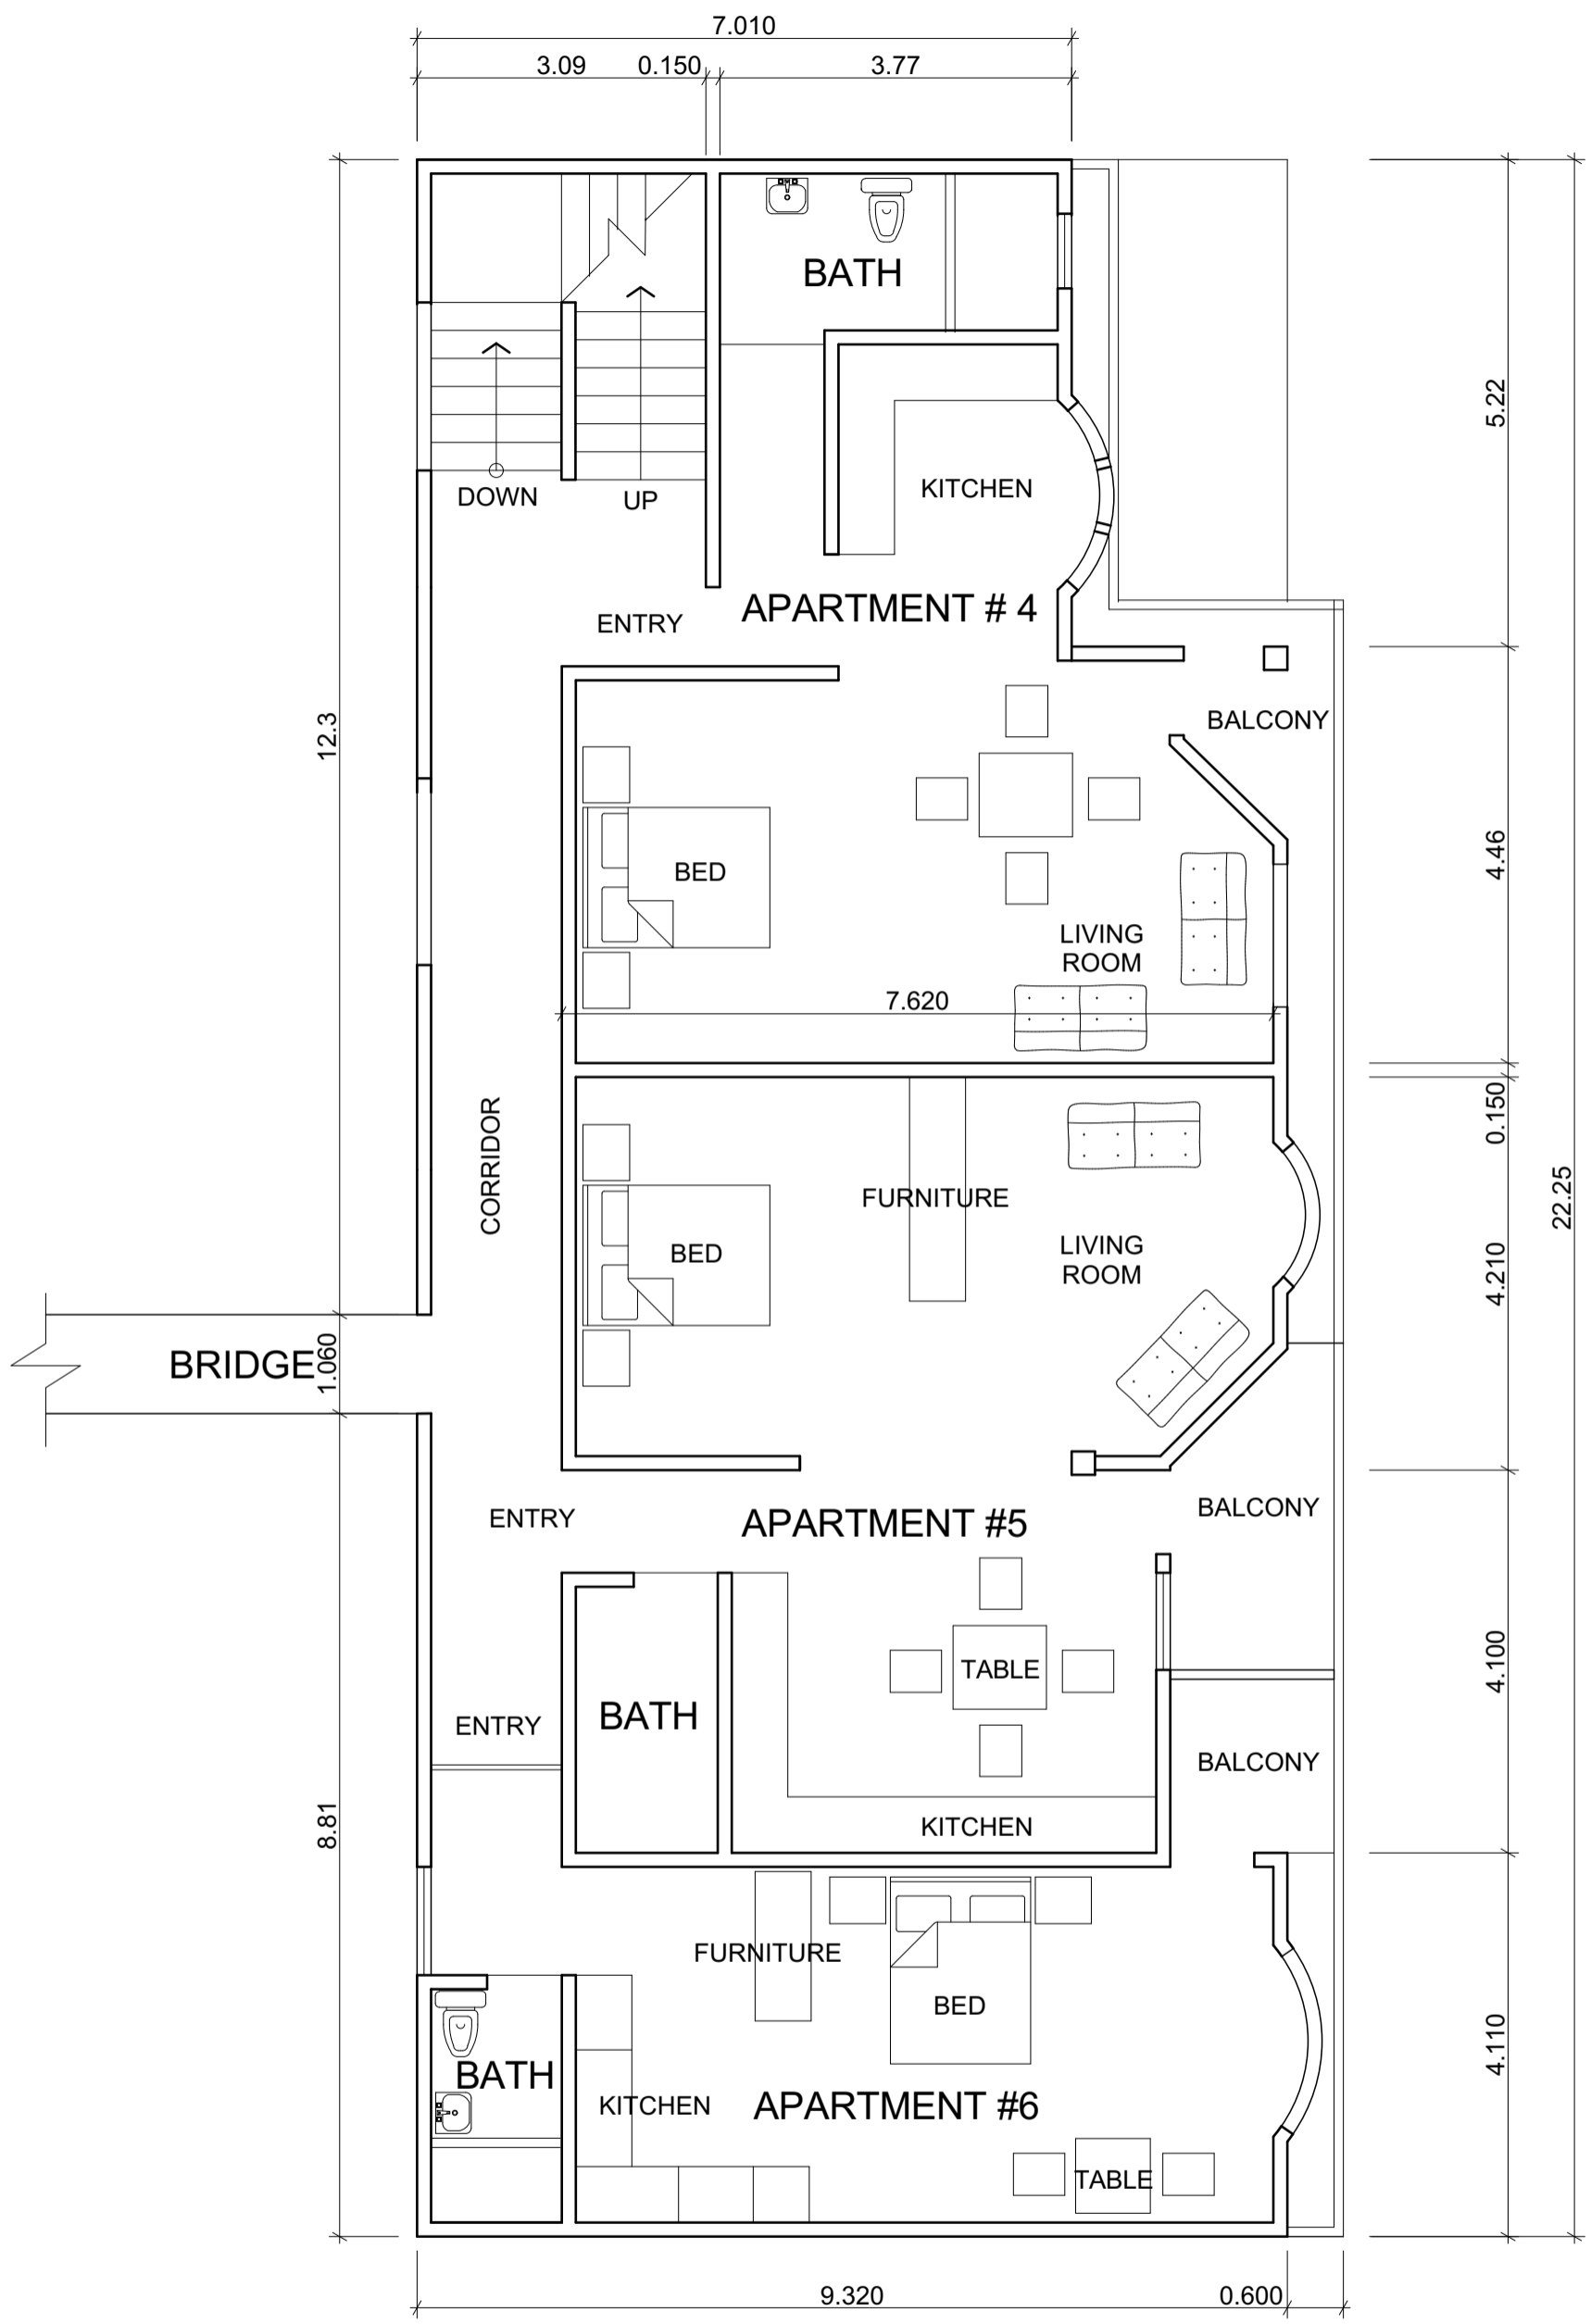 7.010
3.09 0.150 3.77
BATH
5.22
KITCHEN
DOWN UP
APARTMENT # 4
ENTRY
BALCONY
12.3
4.46
BED
LIVING
ROOM
7.620
0.150
CORRIDOR
FURNITURE
22.25
BED
LIVING
ROOM
4.210
BRIDGE
1.060
BALCONY
ENTRY
APARTMENT #5
4.100
TABLE
BATH
ENTRY
BALCONY
8.81
KITCHEN
FURNITURE
BED
4.110
BATH
KITCHEN
APARTMENT #6
TABLE
9.320 0.600